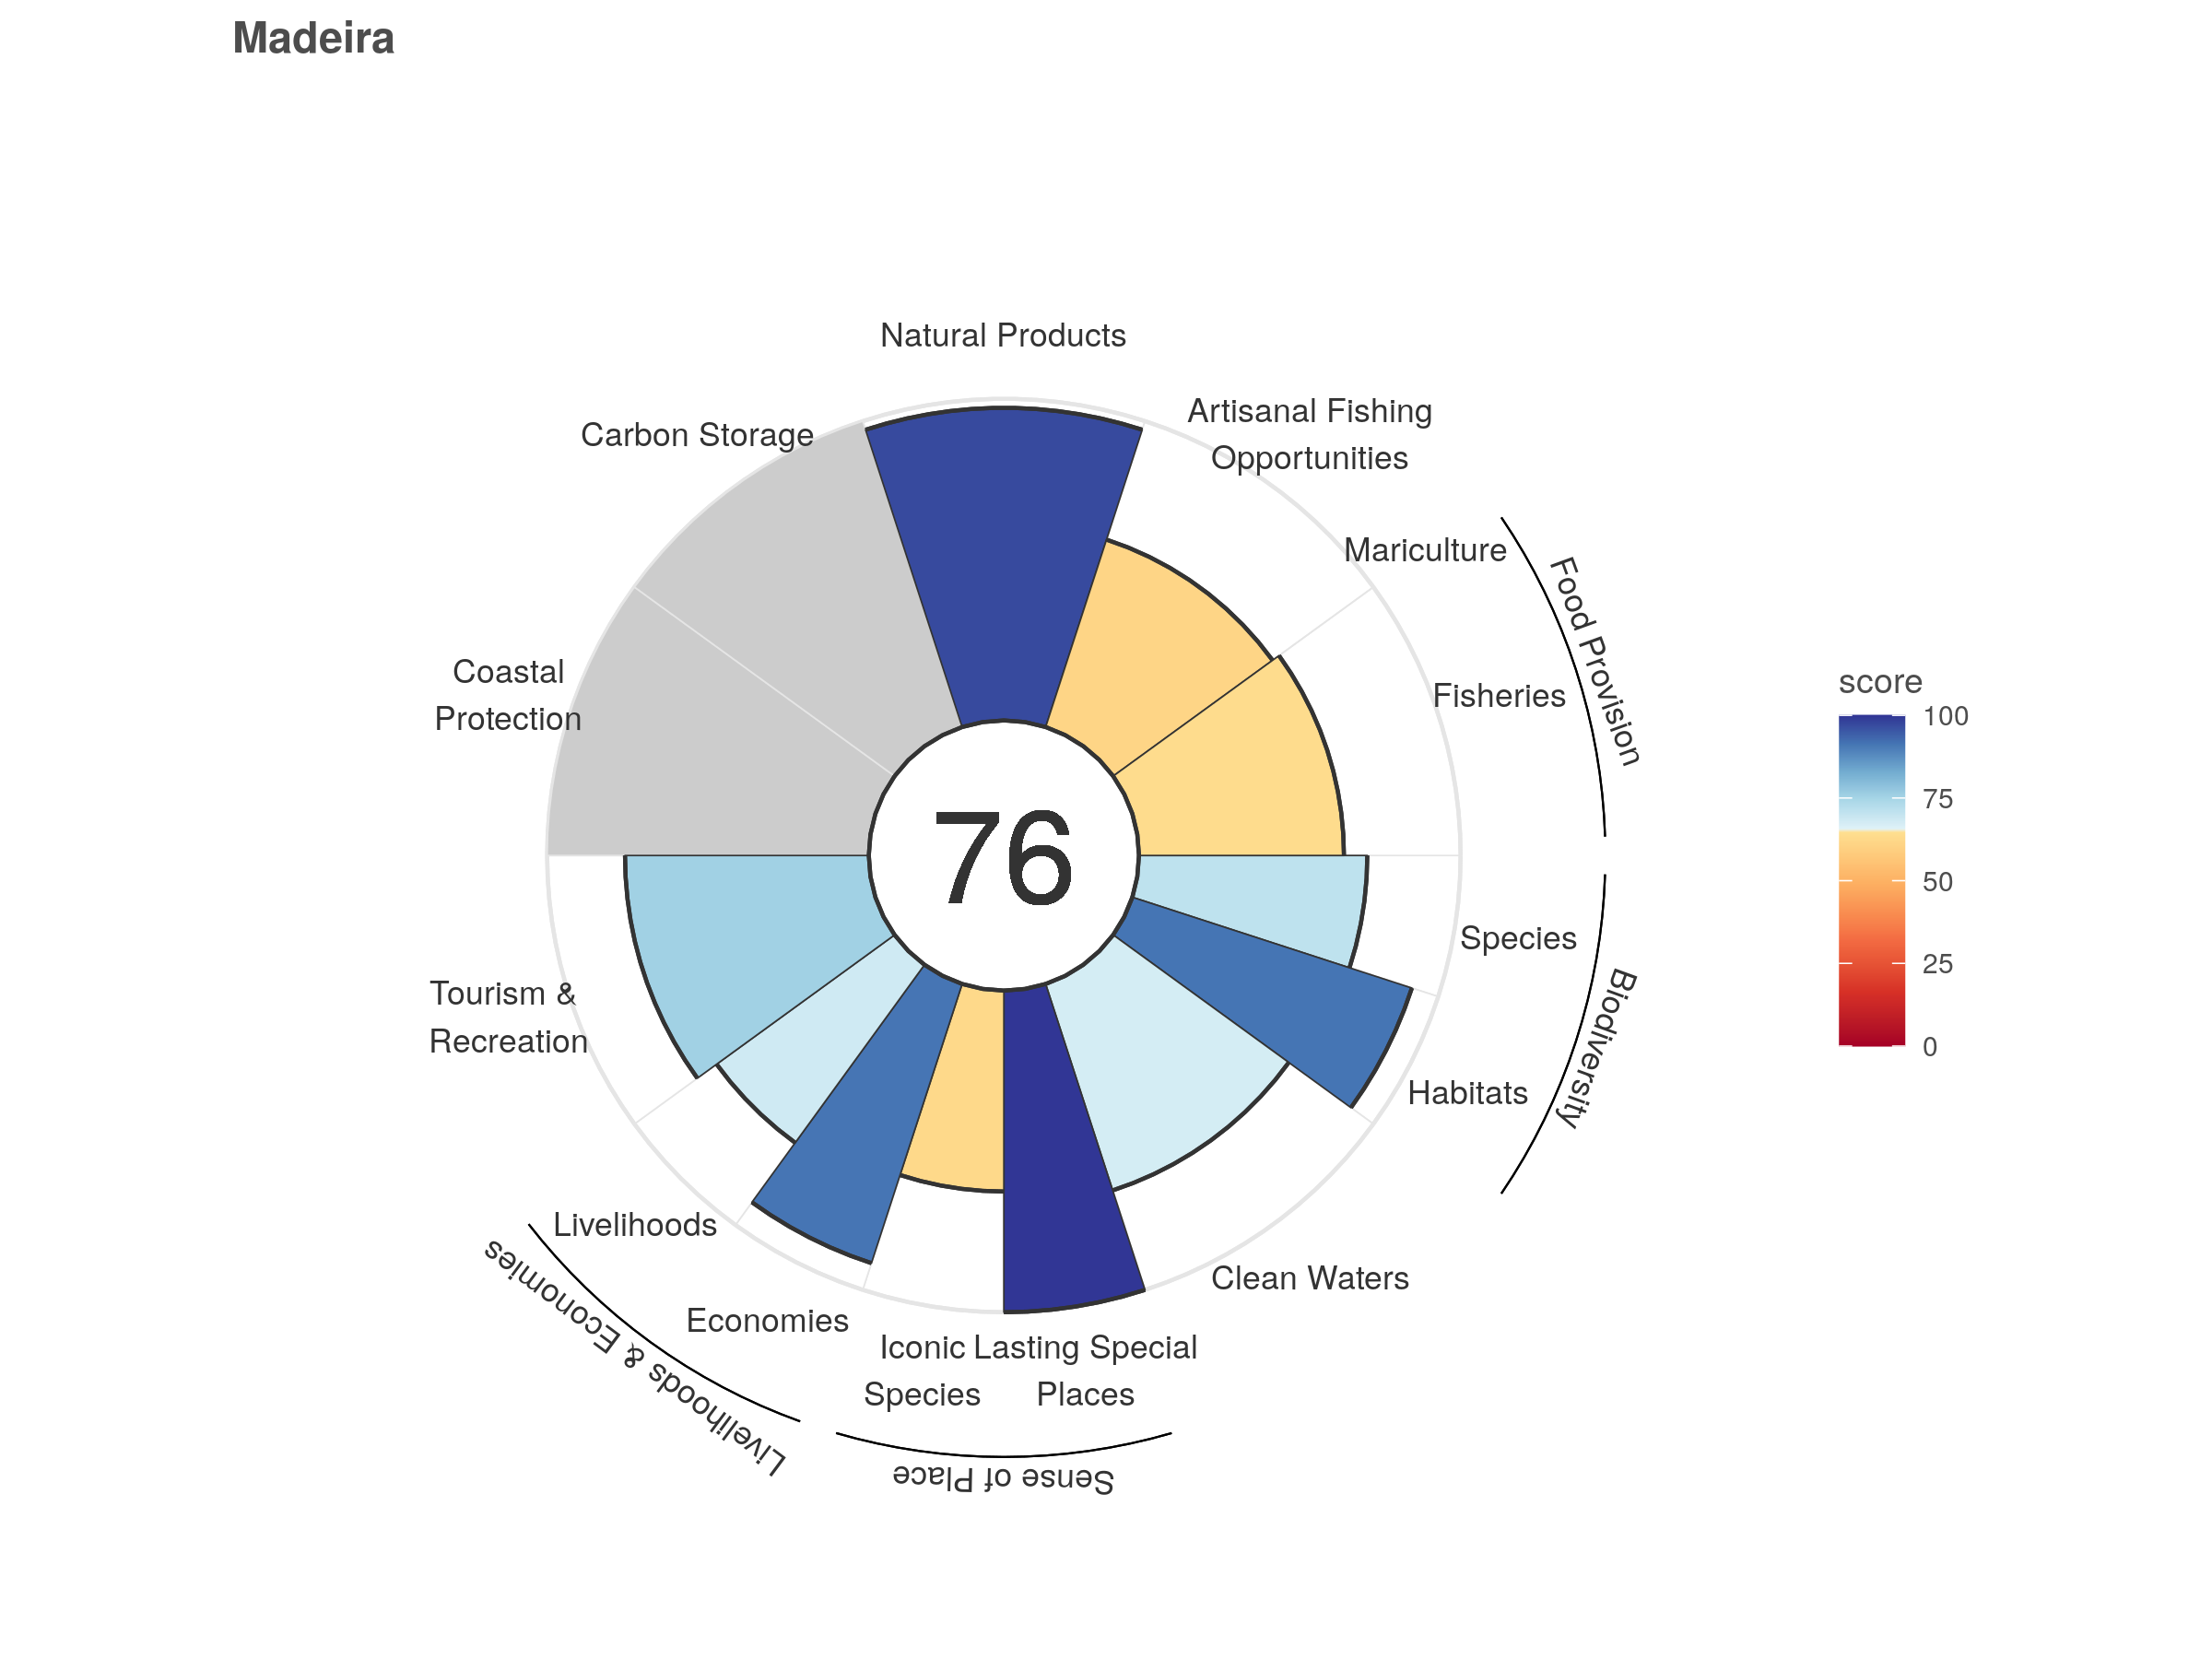 Madeira
Natural Products
Artisanal Fishing
Opportunities
Carbon Storage
Mariculture
Food Provision
Fisheries
Coastal
Protection
score
100
75
50
25
0
76
Species
Biodiversity
Tourism &
Recreation
Habitats
Livelihoods
Clean Waters
Economies
Iconic
Species
Lasting Special
Places
Livelihoods & Economies
Sense of Place